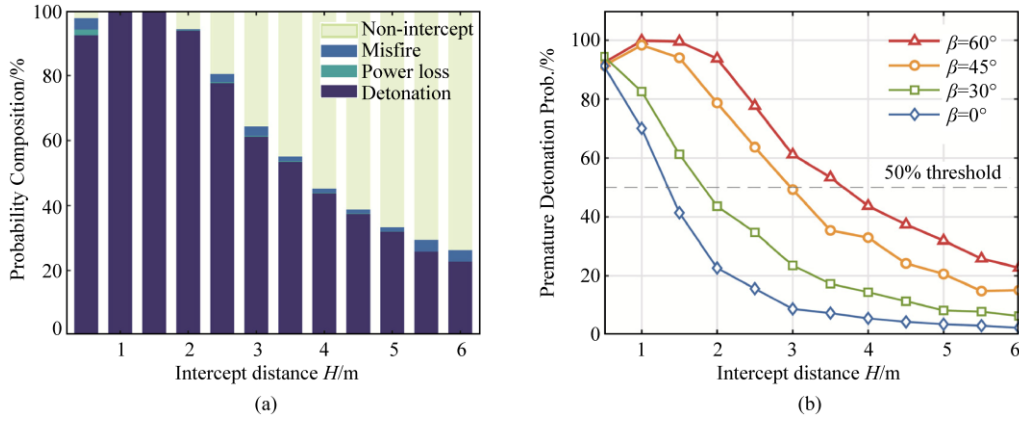 100
80
60
40
20
0
Probability Composition/%
Non-intercept
Misfire
Power loss
Detonation
1 2 3 4 5 6
Intercept distance H/m
(a)
100
80
60
40
20
0
Premature Detonation Prob./%
β=60°
β=45°
β=30°
β=0°
50% threshold
1 2 3 4 5 6
Intercept distance H/m
(b)